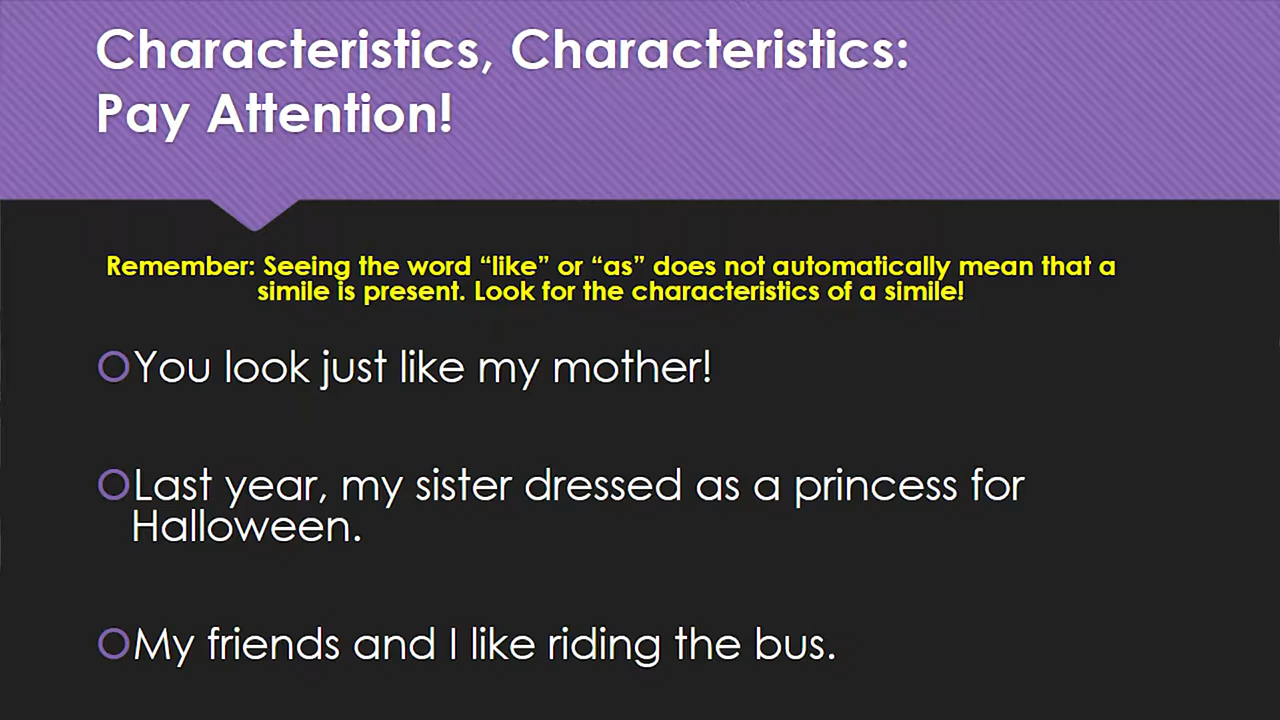 Characteristics, Characteristics:
Pay Attention!
Remember: Seeing the word “like” or “as” does not automatically mean that a
simile is present. Look for the characteristics of a simile!
You look just like my mother!
Last year, my sister dressed as a princess for
Halloween.
My friends and I like riding the bus.